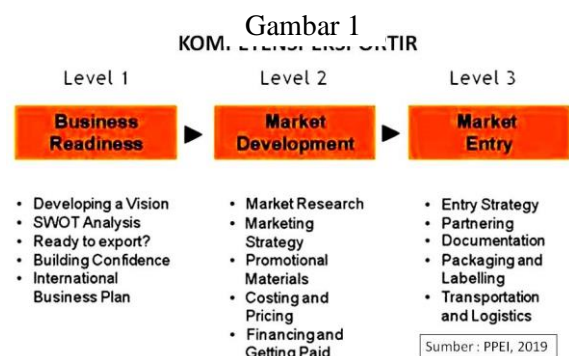 Gambar 1
EKSPORTIR
Level 1
Level 2
Level 3
Business
Readiness
Market
Development
Market
Entry
• Developing a Vision
• SWOT Analysis
• Ready to export?
• Building Confidence
• International
Business Plan
• Market Research
• Marketing
Strategy
• Promotional
Materials
• Costing and
Pricing
• Financing and
Getting Paid
• Entry Strategy
• Partnering
• Documentation
• Packaging and
Labelling
• Transportation
and Logistics
Sumber : PPEI, 2019